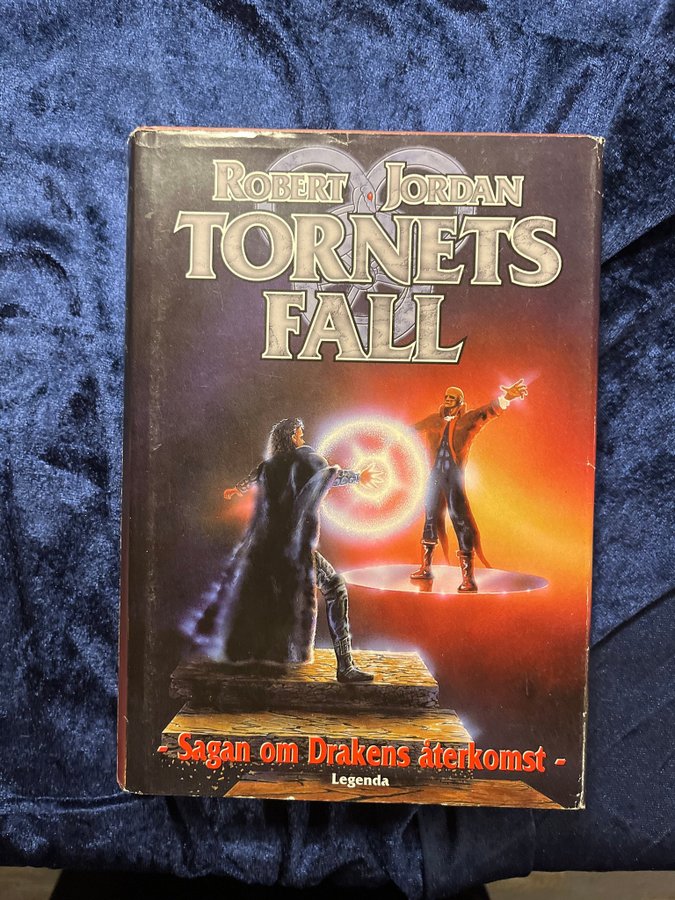 ROBERT JORDAN
TORNETS
FALL
- Sagan om Drakens återkomst -
Legenda